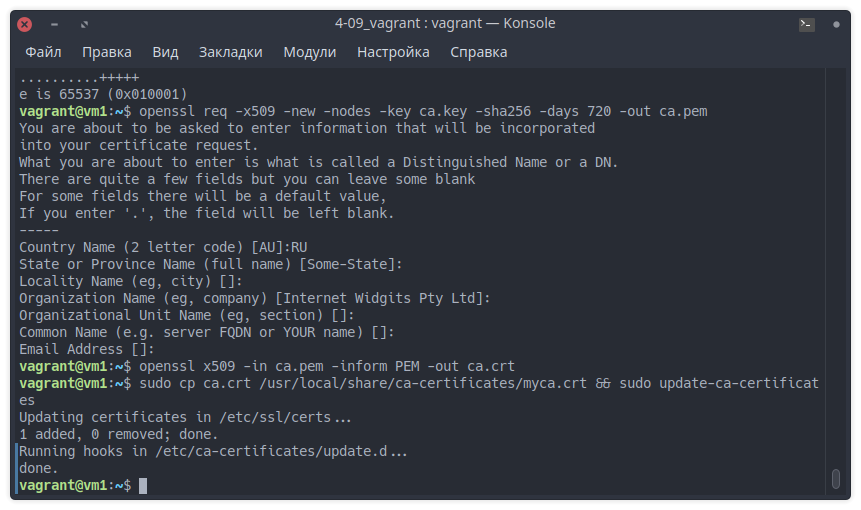 4-09_vagrant : vagrant — Konsole
Файл Правка Вид Закладки Модули Настройка Справка
..........+++++
e is 65537 (0x010001)
vagrant@vm1:~$ openssl req -x509 -new -nodes -key ca.key -sha256 -days 720 -out ca.pem
You are about to be asked to enter information that will be incorporated
into your certificate request.
What you are about to enter is what is called a Distinguished Name or a DN.
There are quite a few fields but you can leave some blank
For some fields there will be a default value,
If you enter '.', the field will be left blank.
-----
Country Name (2 letter code) [AU]:RU
State or Province Name (full name) [Some-State]:
Locality Name (eg, city) []:
Organization Name (eg, company) [Internet Widgits Pty Ltd]:
Organizational Unit Name (eg, section) []:
Common Name (e.g. server FQDN or YOUR name) []:
Email Address []:
vagrant@vm1:~$ openssl x509 -in ca.pem -inform PEM -out ca.crt
vagrant@vm1:~$ sudo cp ca.crt /usr/local/share/ca-certificates/myca.crt && sudo update-ca-certificat
es
Updating certificates in /etc/ssl/certs...
1 added, 0 removed; done.
Running hooks in /etc/ca-certificates/update.d...
done.
vagrant@vm1:~$